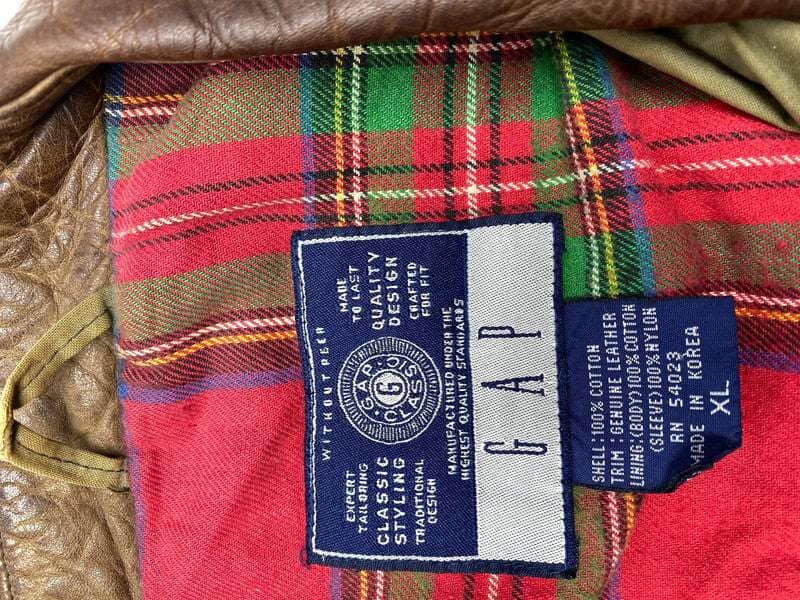 WITHOUT PEER
EXPERT
TAILORING
CLASSIC
STYLING
TRADITIONAL
DESIGN
GAP
CLASSIC
G
MADE
TO LAST
QUALITY
DESIGN
CRAFTED
FOR FIT
MANUFACTURED UNDER THE
HIGHEST QUALITY STANDARDS
GAP
SHELL:100% COTTON
TRIM :GENUINE LEATHER
LINING:(BODY)100%COTTON
(SLEEVE)100%NYLON
RN 54023
MADE IN KOREA
XL